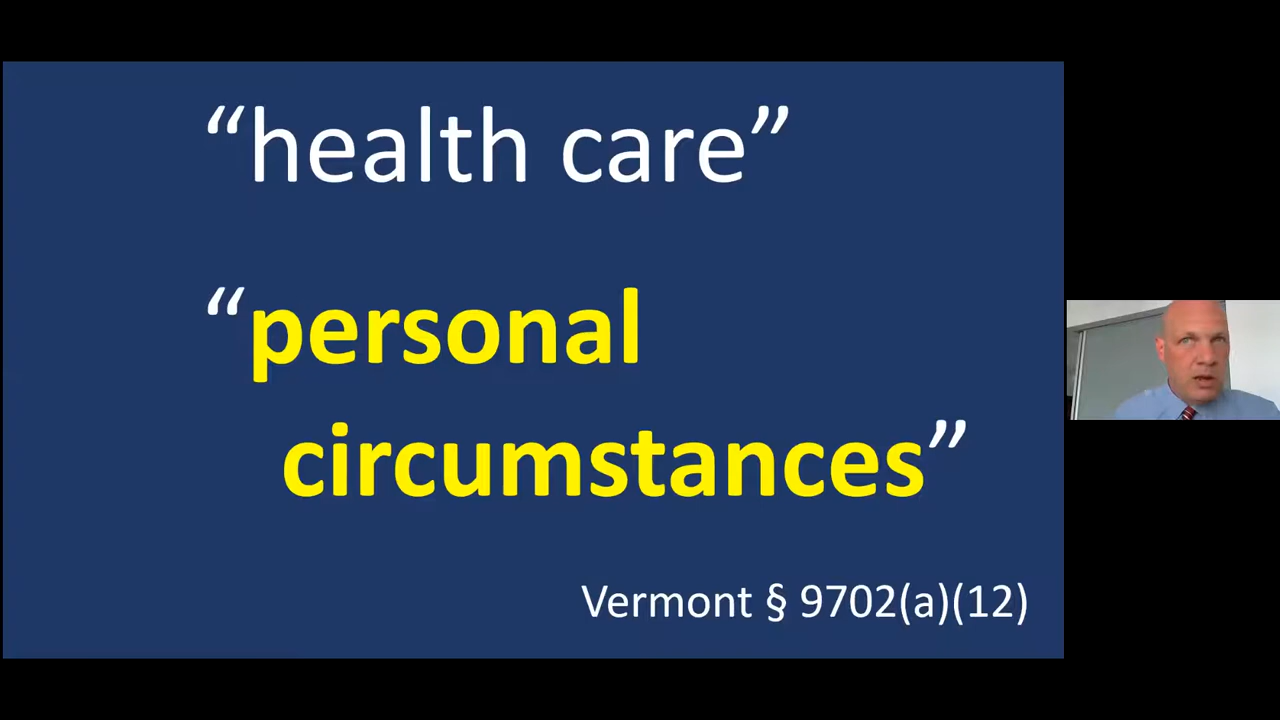 “health care”
“personal
circumstances”
Vermont § 9702(a)(12)